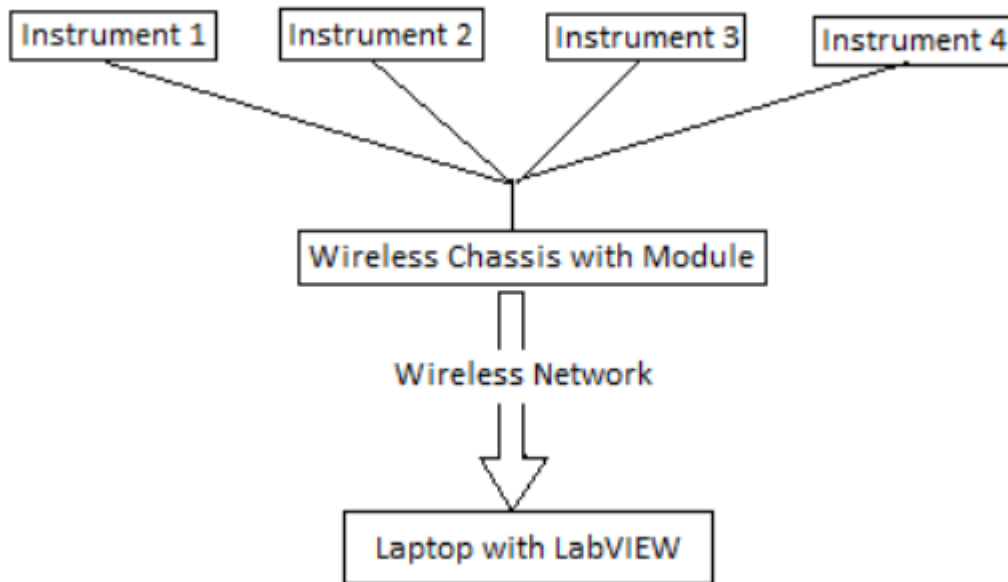 Instrument 1
Instrument 2
Instrument 3
Instrument 4
Wireless Chassis with Module
Wireless Network
Laptop with LabVIEW